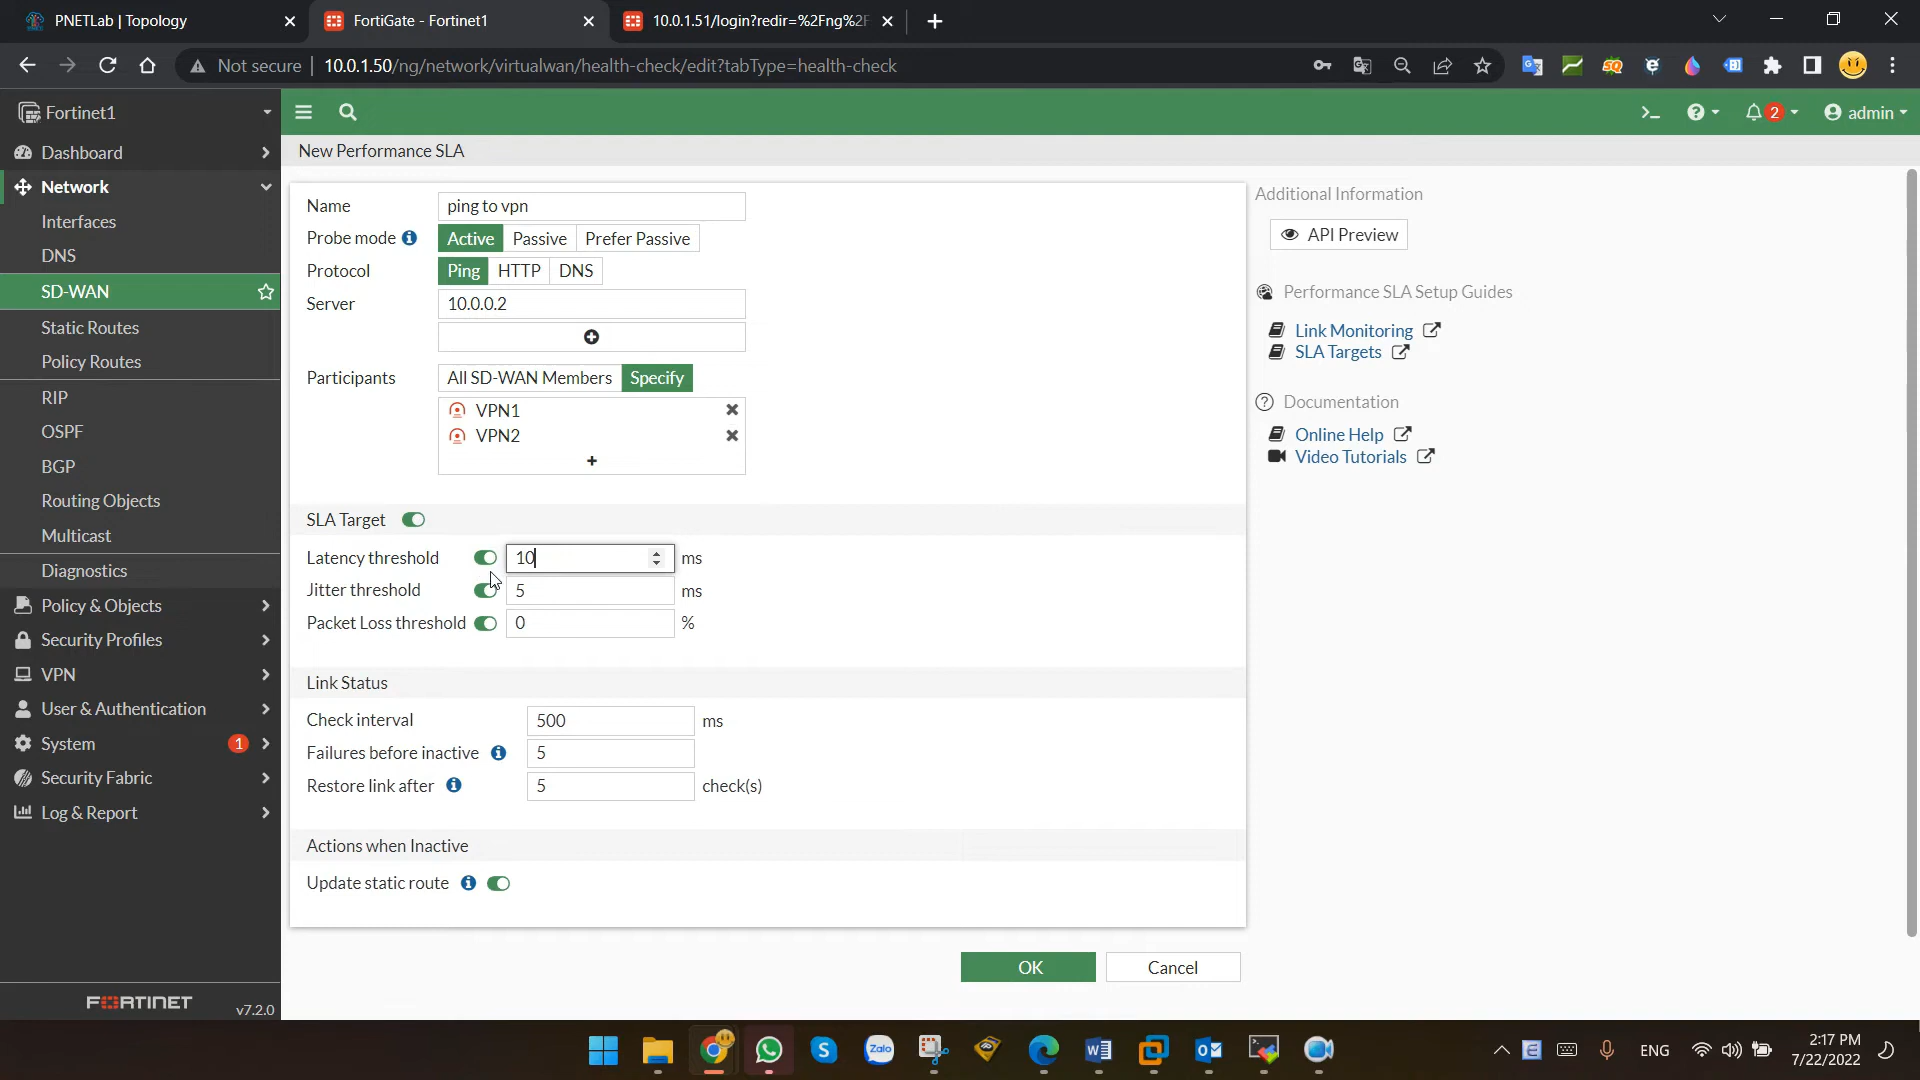 PNETLab | Topology
FortiGate - Fortinet1
10.0.1.51/login?redir=%2Fng%2F
Not secure
10.0.1.50/ng/network/virtualwan/health-check/edit?tabType=health-check
Fortinet1
2
admin
Dashboard
Network
Interfaces
DNS
SD-WAN
Static Routes
Policy Routes
RIP
OSPF
BGP
Routing Objects
Multicast
Diagnostics
Policy & Objects
Security Profiles
VPN
User & Authentication
System
1
Security Fabric
Log & Report
FORTINET
v7.2.0
New Performance SLA
Name
ping to vpn
Probe mode
Active
Passive
Prefer Passive
Protocol
Ping
HTTP
DNS
Server
10.0.0.2
Participants
All SD-WAN Members
Specify
VPN1
VPN2
SLA Target
Latency threshold
10
ms
Jitter threshold
5
ms
Packet Loss threshold
0
%
Link Status
Check interval
500
ms
Failures before inactive
5
Restore link after
5
check(s)
Actions when Inactive
Update static route
OK
Cancel
Additional Information
API Preview
Performance SLA Setup Guides
Link Monitoring
SLA Targets
Documentation
Online Help
Video Tutorials
Zalo
ENG
2:17 PM
7/22/2022